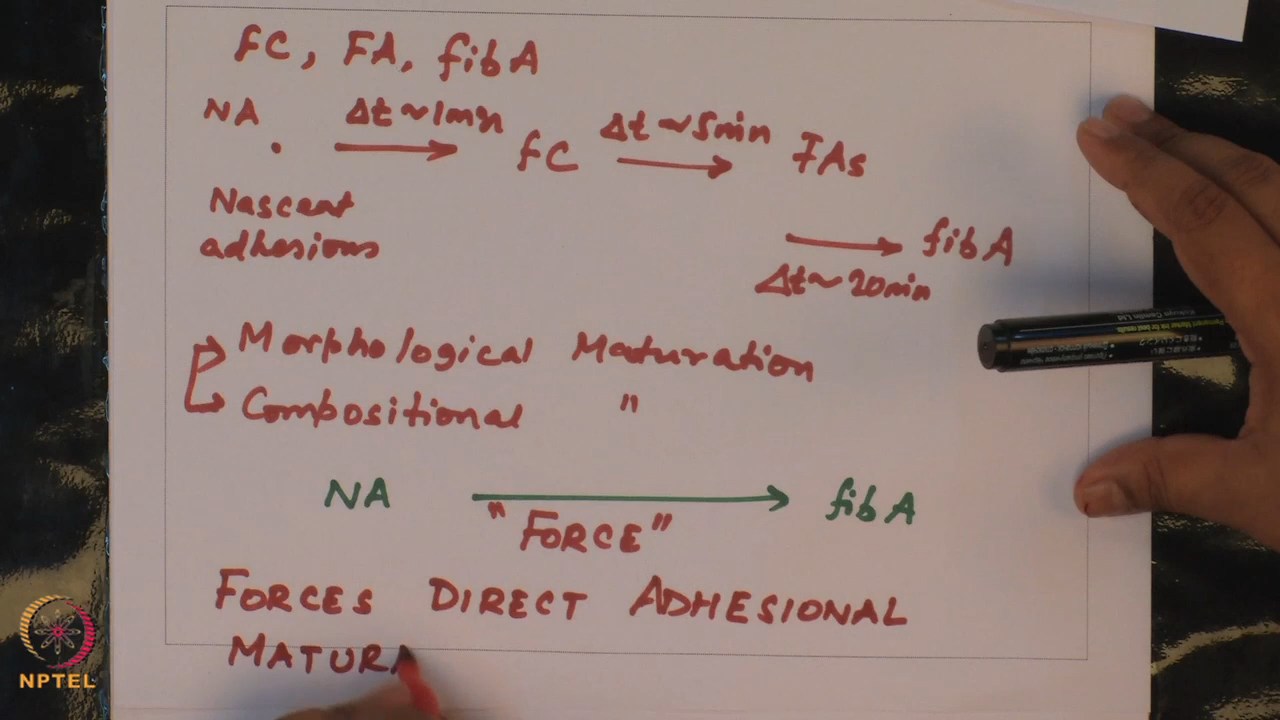 FC, FA, fibA
NA Δt~1min FC Δt~5min FAs
Nascent
adhesions
fibA
Δt~20min
Morphological Maturation
Compositional "
NA "FORCE" fibA
FORCES DIRECT ADHESIONAL
MATURA
NPTEL